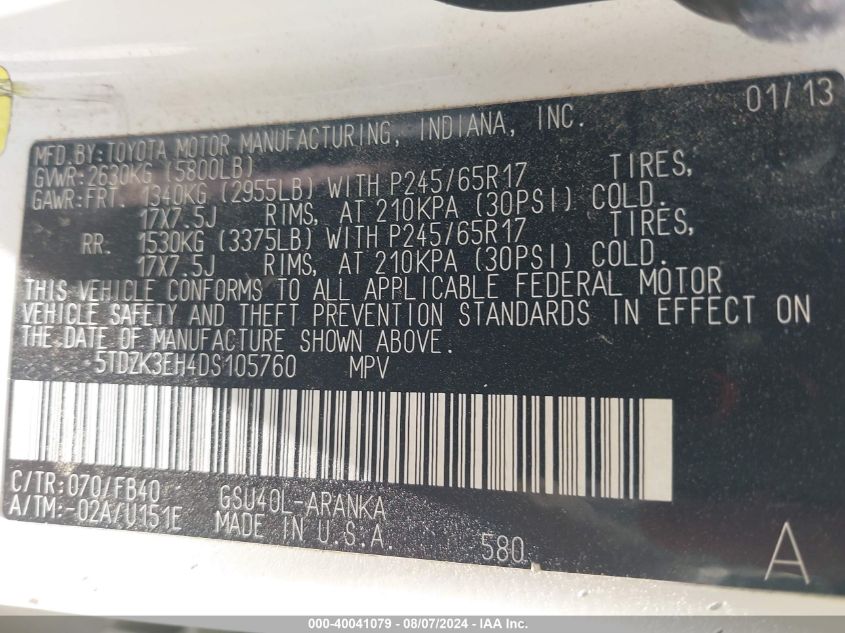 01/13
MFD.BY:TOYOTA MOTOR MANUFACTURING, INDIANA, INC.
GVWR:2630KG (5800LB)
GAWR:FRT. 1340KG (2955LB) WITH P245/65R17 TIRES,
17X7.5J RIMS, AT 210KPA (30PSI) COLD.
RR. 1530KG (3375LB) WITH P245/65R17 TIRES,
17X7.5J RIMS, AT 210KPA (30PSI) COLD.
THIS VEHICLE CONFORMS TO ALL APPLICABLE FEDERAL MOTOR
VEHICLE SAFETY AND THEFT PREVENTION STANDARDS IN EFFECT ON
THE DATE OF MANUFACTURE SHOWN ABOVE.
5TDZK3EH4DS105760 MPV
C/TR:070/FB40 GSU40L-ARANKA
A/TM:-02A/U151E MADE IN U.S.A. 580 A
000-40041079 - 08/07/2024 - IAA Inc.